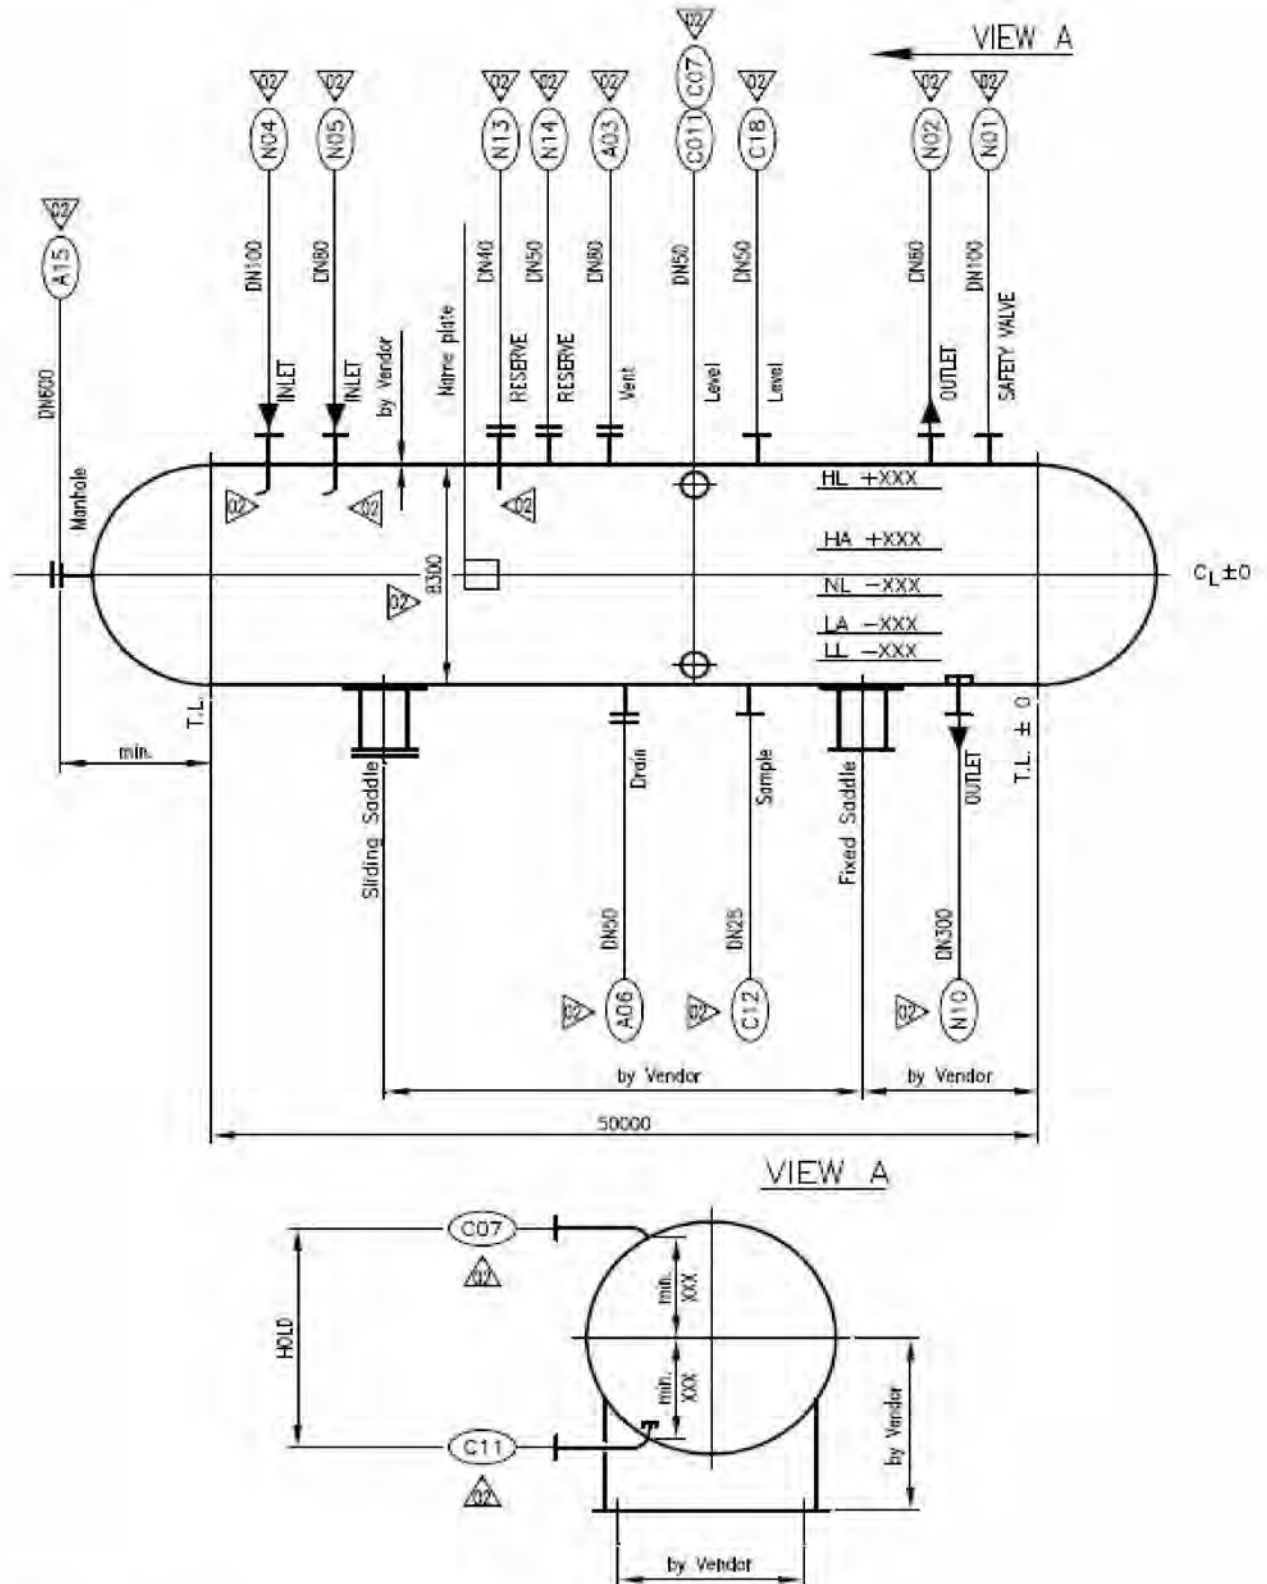 VIEW A
02
02
02
02
02
02
02
02
02
02
N04
N05
N13
N14
A03
C011
C07
C18
N02
N01
A15
DN100
DN80
DN40
DN50
DN80
DN50
DN50
DN100
DN600
INLET
INLET
by Vendor
Name plate
RESERVE
RESERVE
Vent
Level
Level
OUTLET
SAFETY VALVE
Manhole
HL +XXX
HA +XXX
NL -XXX
LA -XXX
LL -XXX
02
02
02
02
CL±0
T.L.
min.
Sliding Saddle
Drain
Sample
Fixed Saddle
OUTLET
T.L. ± 0
DN50
DN25
DN300
02
A06
02
C12
02
N10
by Vendor
by Vendor
50000
VIEW A
C07
02
HOLD
min.
XXX
min.
XXX
C11
02
by Vendor
by Vendor